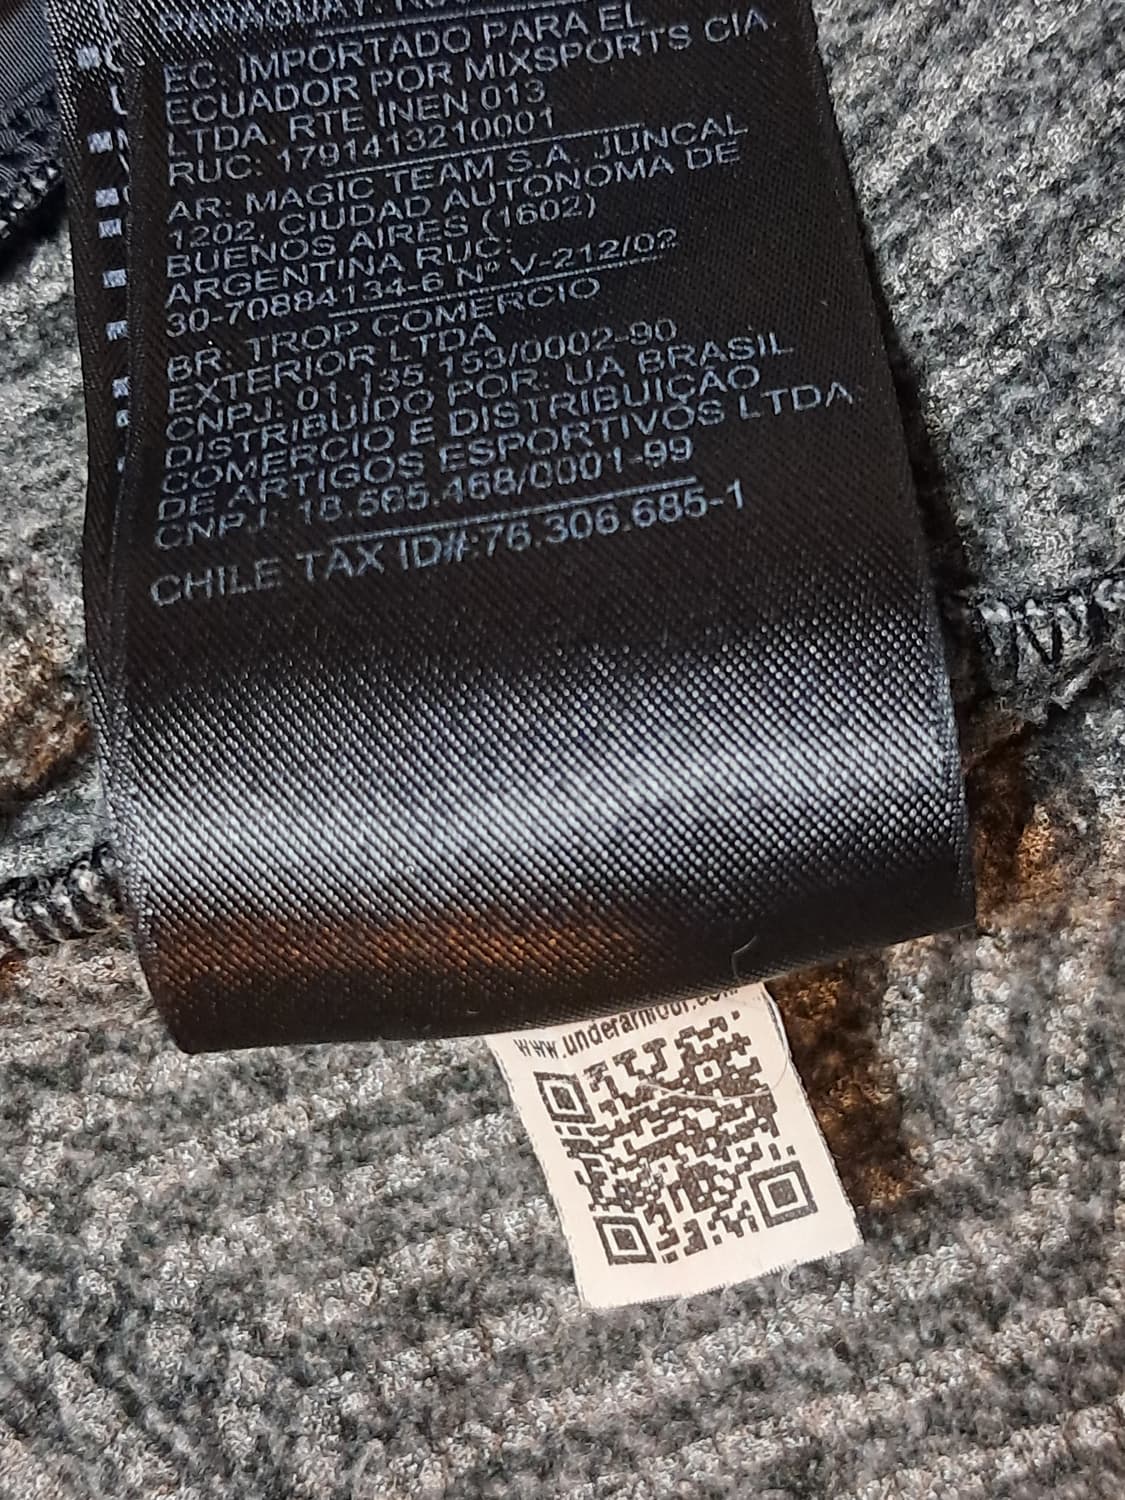 PARAGUAY:
EC: IMPORTADO PARA EL
ECUADOR POR MIXSPORTS CIA.
LTDA. RTE INEN 013
RUC: 1791413210001
AR: MAGIC TEAM S.A. JUNCAL
1202, CIUDAD AUTONOMA DE
BUENOS AIRES (1602)
ARGENTINA RUC:
30-70884134-6 Nº V-212/02
BR: TROP COMERCIO
EXTERIOR LTDA
CNPJ: 01.135.153/0002-90
DISTRIBUÍDO POR: UA BRASIL
COMERCIO E DISTRIBUIÇÃO
DE ARTIGOS ESPORTIVOS LTDA
CNPJ: 18.565.468/0001-99
CHILE TAX ID#:76.306.685-1
www.underarmour.com